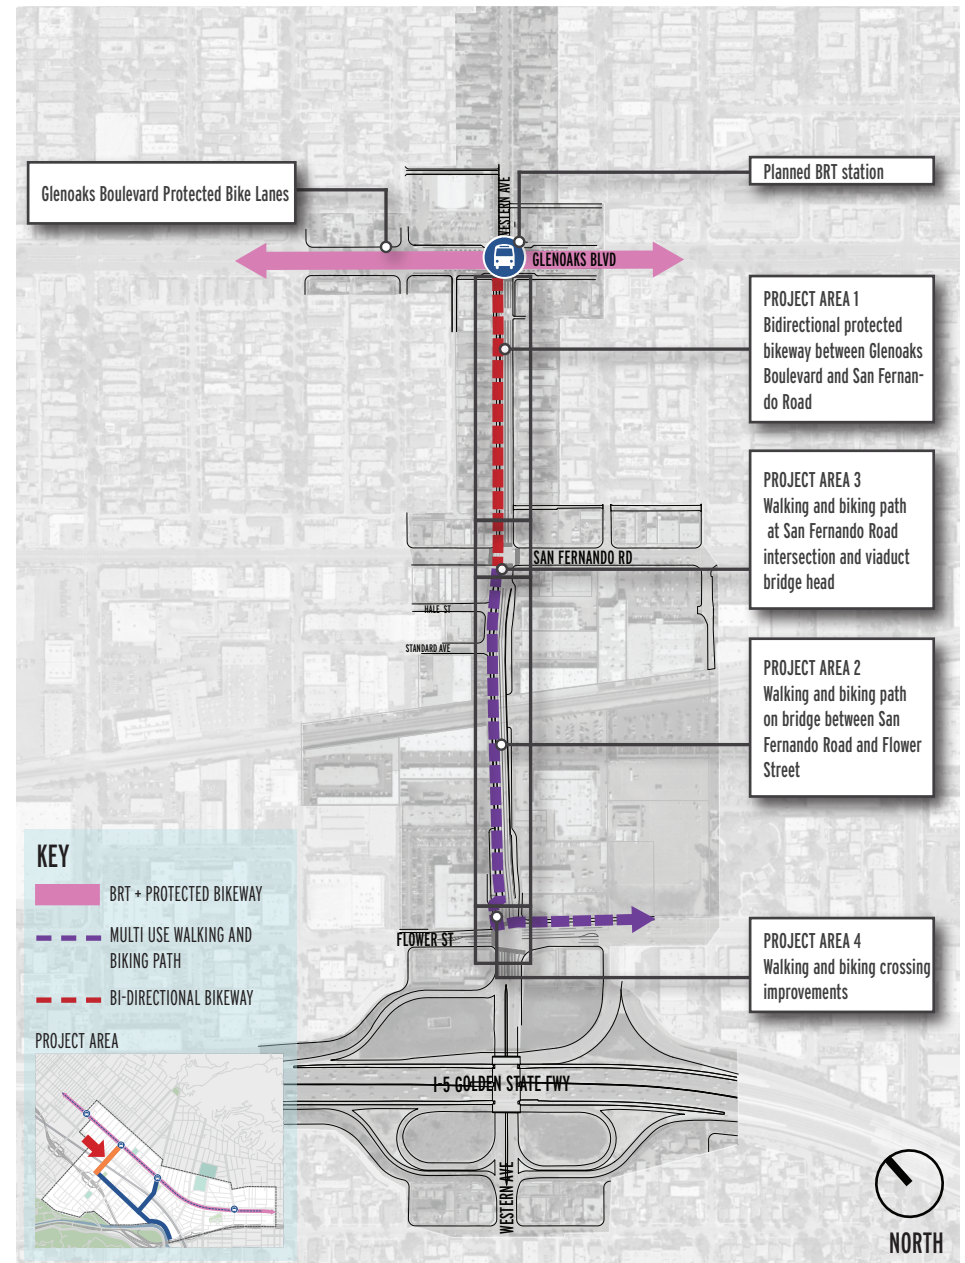 WESTERN AVE
Glenoaks Boulevard Protected Bike Lanes
Planned BRT station
GLENOAKS BLVD
PROJECT AREA 1
Bidirectional protected
bikeway between Glenoaks
Boulevard and San Fernan-
do Road
PROJECT AREA 3
Walking and biking path
at San Fernando Road
intersection and viaduct
bridge head
SAN FERNANDO RD
HALE ST
STANDARD AVE
PROJECT AREA 2
Walking and biking path
on bridge between San
Fernando Road and Flower
Street
KEY
BRT + PROTECTED BIKEWAY
MULTI USE WALKING AND
BIKING PATH
BI-DIRECTIONAL BIKEWAY
PROJECT AREA
FLOWER ST
PROJECT AREA 4
Walking and biking crossing
improvements
I-5 GOLDEN STATE FWY
WESTERN AVE
NORTH